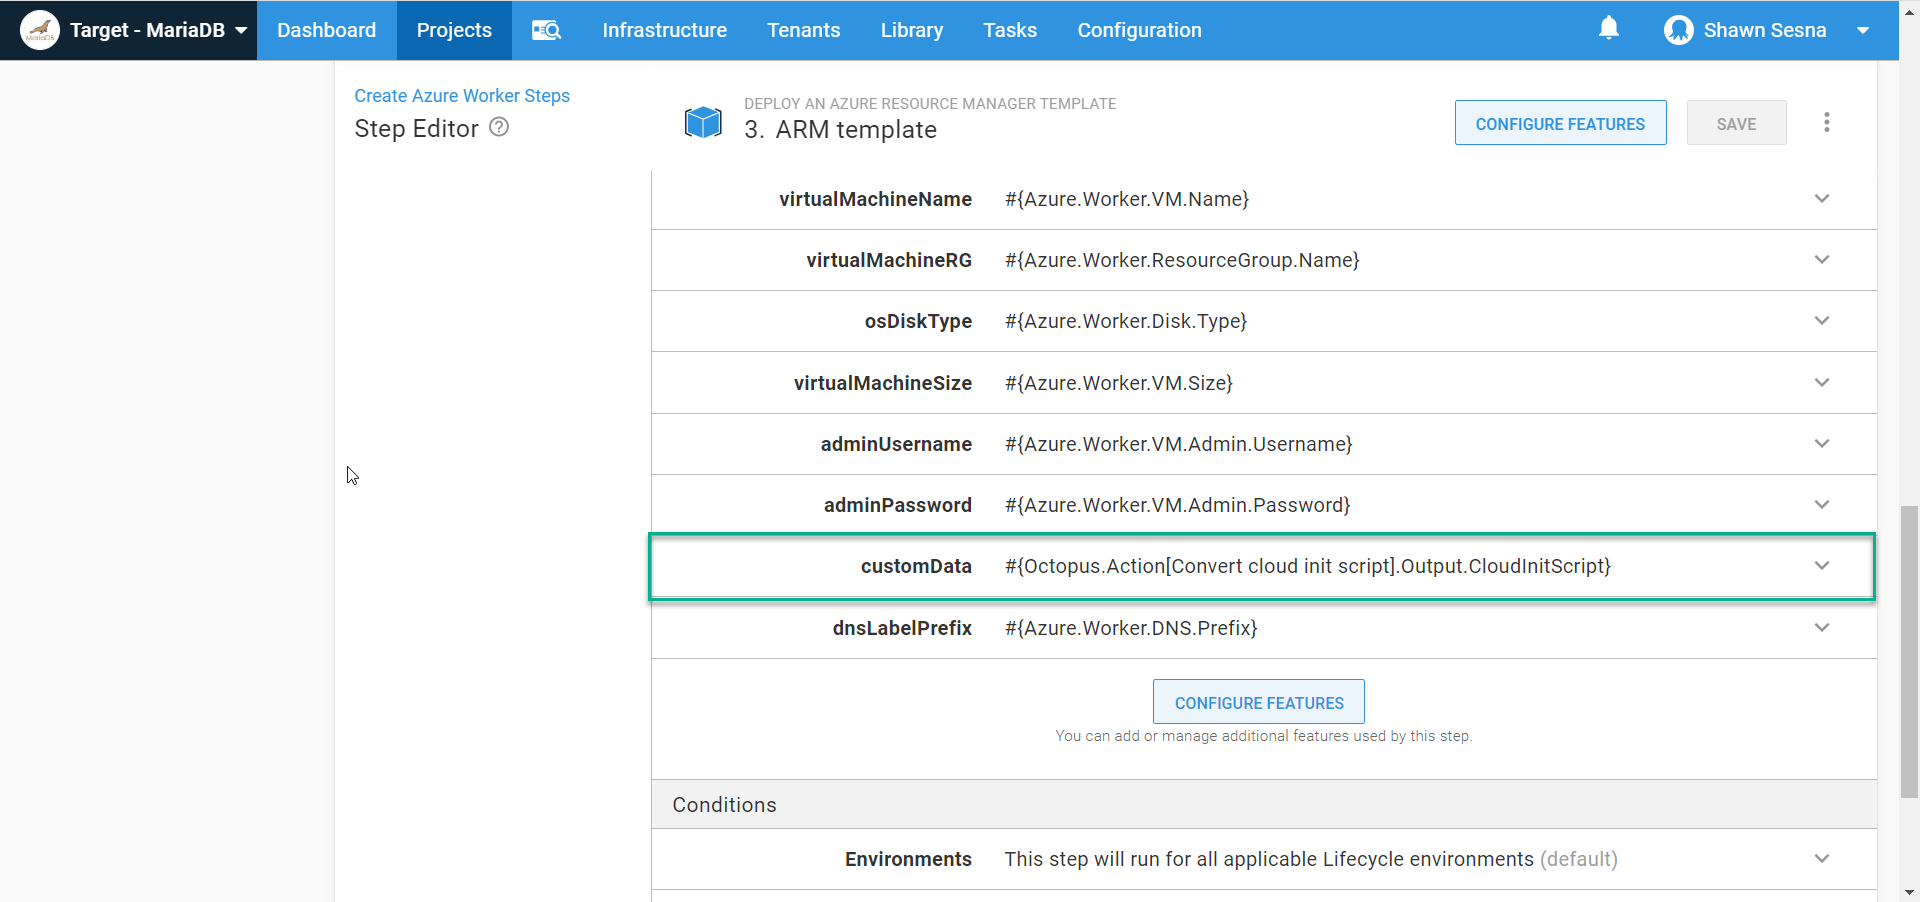 MariaDB
Target - MariaDB Dashboard Projects Infrastructure Tenants Library Tasks Configuration Shawn Sesna
Create Azure Worker Steps
Step Editor ?
DEPLOY AN AZURE RESOURCE MANAGER TEMPLATE
3. ARM template
CONFIGURE FEATURES SAVE
virtualMachineName #{Azure.Worker.VM.Name}
virtualMachineRG #{Azure.Worker.ResourceGroup.Name}
osDiskType #{Azure.Worker.Disk.Type}
virtualMachineSize #{Azure.Worker.VM.Size}
adminUsername #{Azure.Worker.VM.Admin.Username}
adminPassword #{Azure.Worker.VM.Admin.Password}
customData #{Octopus.Action[Convert cloud init script].Output.CloudInitScript}
dnsLabelPrefix #{Azure.Worker.DNS.Prefix}
CONFIGURE FEATURES
You can add or manage additional features used by this step.
Conditions
Environments This step will run for all applicable Lifecycle environments (default)